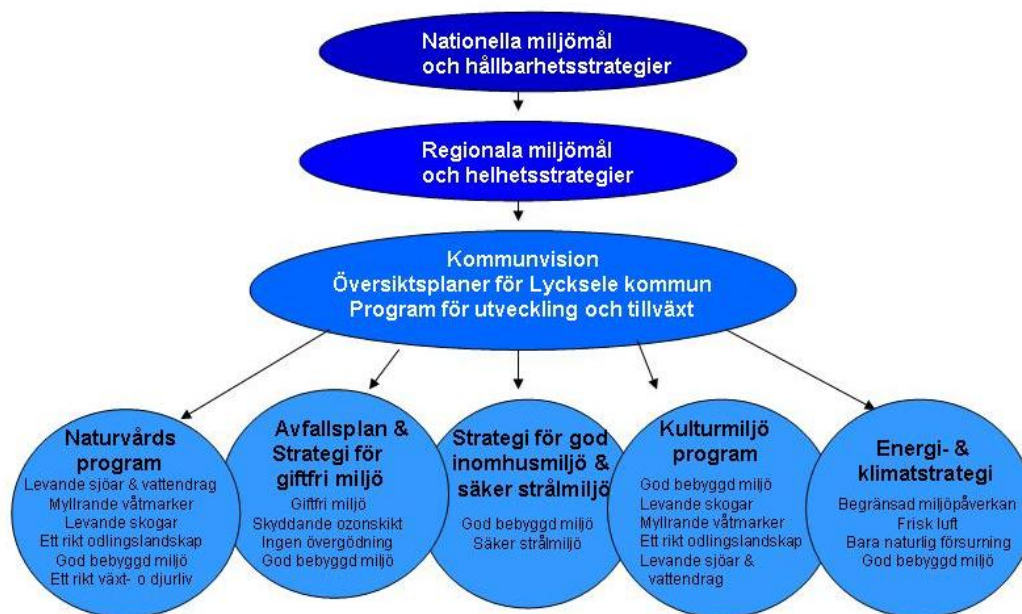 Nationella miljömål
och hållbarhetsstrategier
Regionala miljömål
och helhetsstrategier
Kommunvision
Översiktsplaner för Lycksele kommun
Program för utveckling och tillväxt
Naturvårds
program
Levande sjöar & vattendrag
Myllrande våtmarker
Levande skogar
Ett rikt odlingslandskap
God bebyggd miljö
Ett rikt växt- o djurliv
Avfallsplan &
Strategi för
giftfri miljö
Giftfri miljö
Skyddande ozonskikt
Ingen övergödning
God bebyggd miljö
Strategi för god
inomhusmiljö &
säker strålmiljö
God bebyggd miljö
Säker strålmiljö
Kulturmiljö
program
God bebyggd miljö
Levande skogar
Myllrande våtmarker
Ett rikt odlingslandskap
Levande sjöar &
vattendrag
Energi- &
klimatstrategi
Begränsad miljöpåverkan
Frisk luft
Bara naturlig försurning
God bebyggd miljö